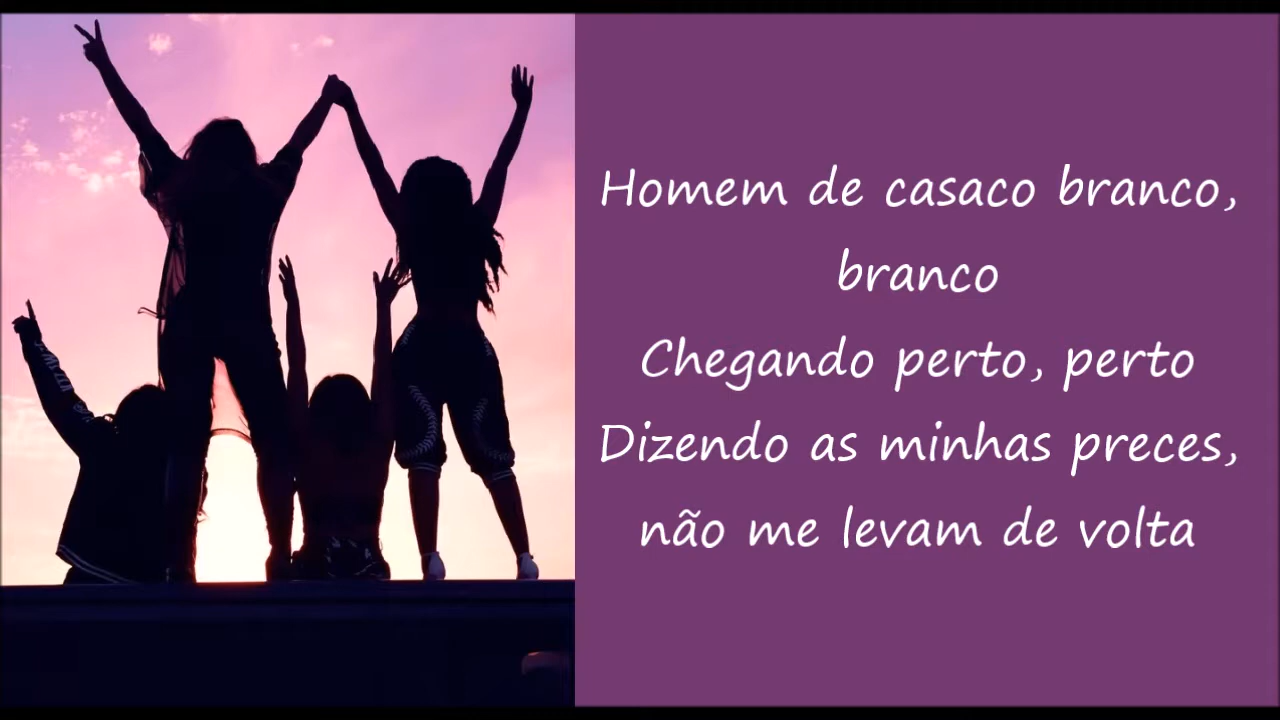 Homem de casaco branco,
branco
Chegando perto, perto
Dizendo as minhas preces,
não me levam de volta